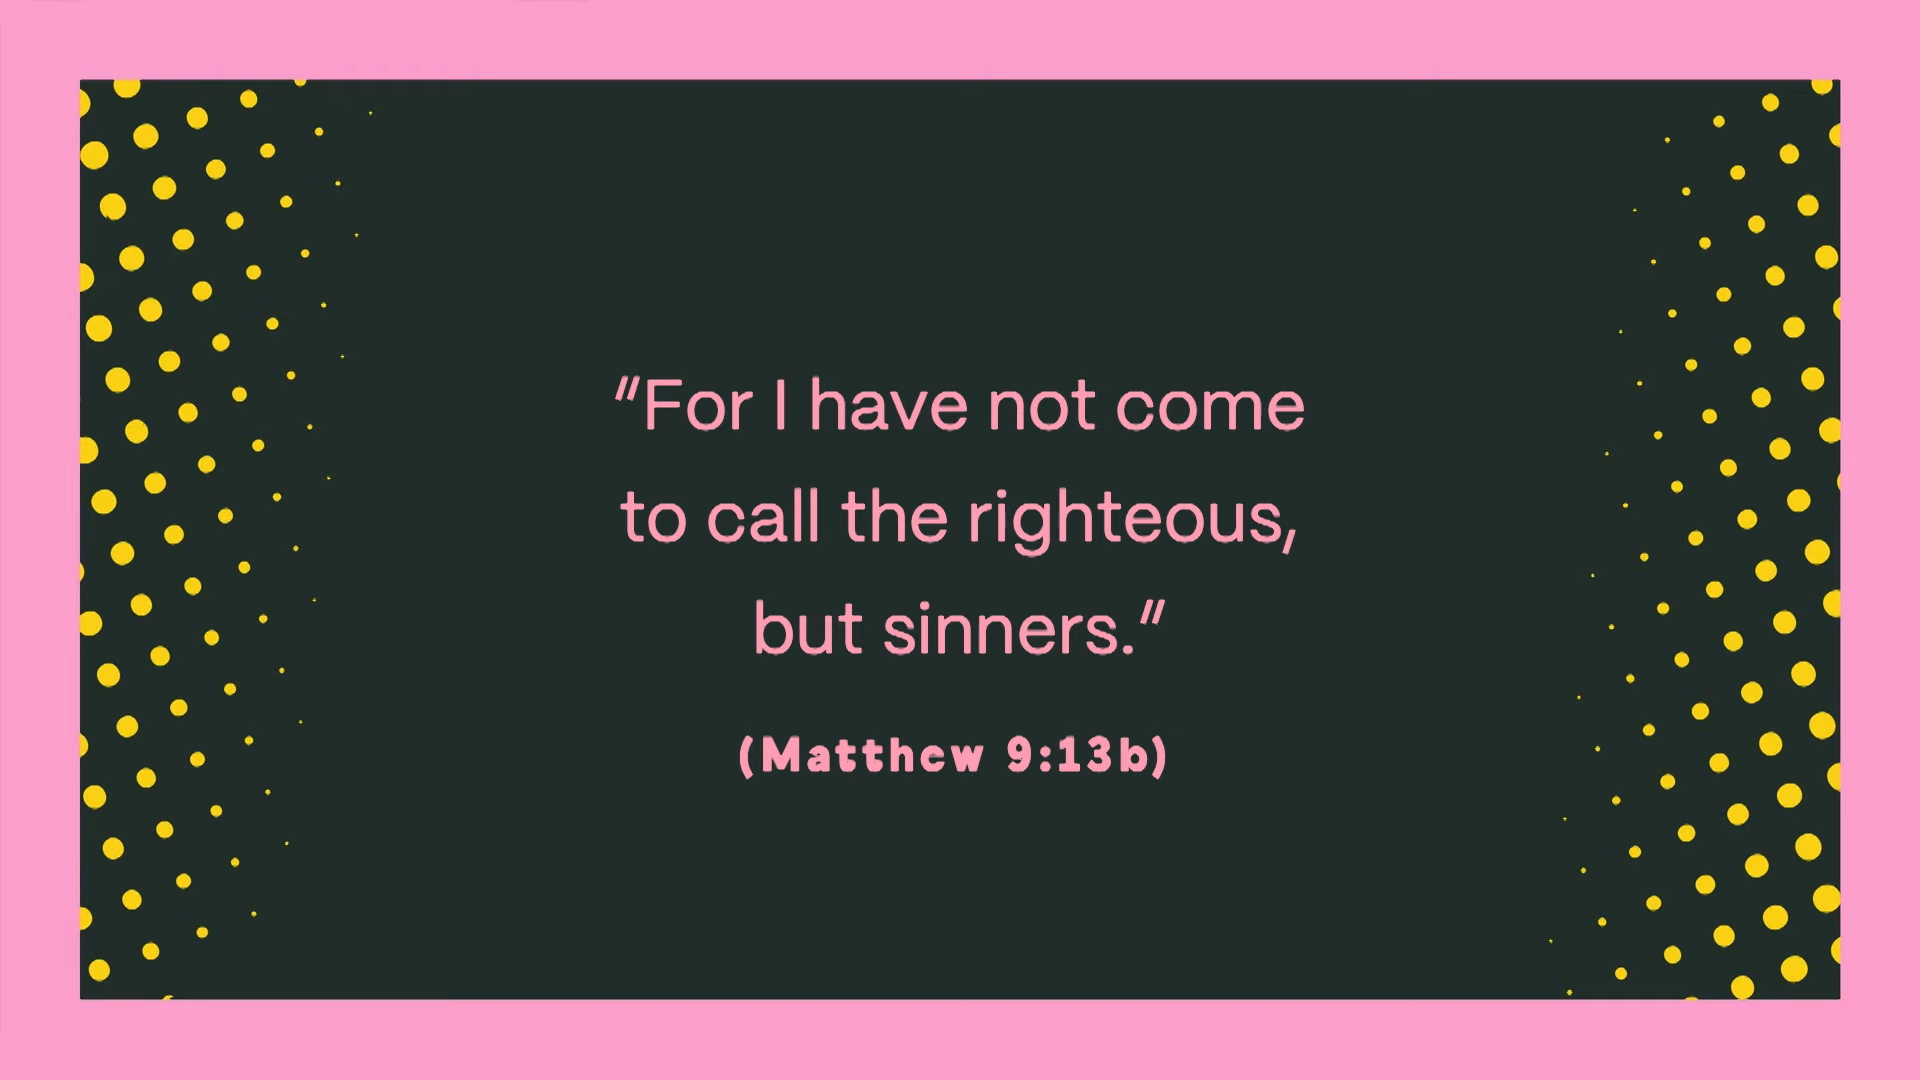 “For I have not come
to call the righteous,
but sinners.”
(Matthew 9:13b)